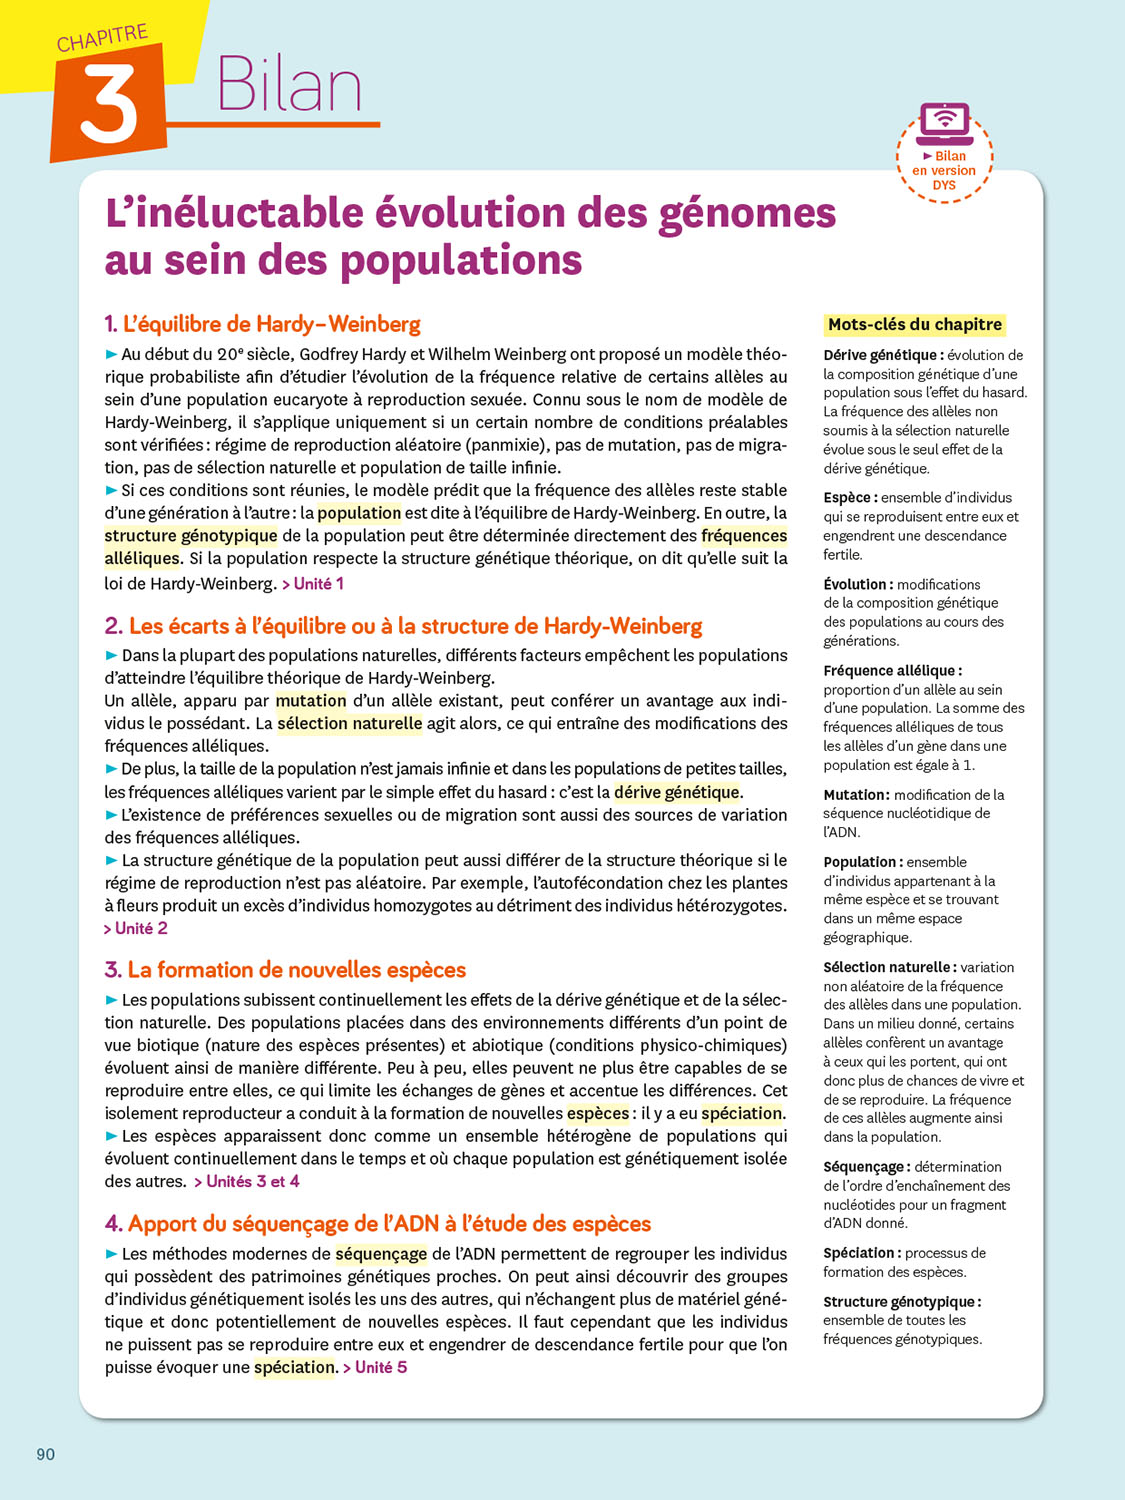 CHAPITRE
3
Bilan
► Bilan
en version
DYS
L’inéluctable évolution des génomes
au sein des populations
1. L’équilibre de Hardy–Weinberg
► Au début du 20e siècle, Godfrey Hardy et Wilhelm Weinberg ont proposé un modèle théo-
rique probabiliste afin d’étudier l’évolution de la fréquence relative de certains allèles au
sein d’une population eucaryote à reproduction sexuée. Connu sous le nom de modèle de
Hardy-Weinberg, il s’applique uniquement si un certain nombre de conditions préalables
sont vérifiées : régime de reproduction aléatoire (panmixie), pas de mutation, pas de migra-
tion, pas de sélection naturelle et population de taille infinie.
► Si ces conditions sont réunies, le modèle prédit que la fréquence des allèles reste stable
d’une génération à l’autre : la population est dite à l’équilibre de Hardy-Weinberg. En outre, la
structure génotypique de la population peut être déterminée directement des fréquences
alléliques. Si la population respecte la structure génétique théorique, on dit qu’elle suit la
loi de Hardy-Weinberg. > Unité 1
2. Les écarts à l’équilibre ou à la structure de Hardy-Weinberg
► Dans la plupart des populations naturelles, différents facteurs empêchent les populations
d’atteindre l’équilibre théorique de Hardy-Weinberg.
Un allèle, apparu par mutation d’un allèle existant, peut conférer un avantage aux indi-
vidus le possédant. La sélection naturelle agit alors, ce qui entraîne des modifications des
fréquences alléliques.
► De plus, la taille de la population n’est jamais infinie et dans les populations de petites tailles,
les fréquences alléliques varient par le simple effet du hasard : c’est la dérive génétique.
► L’existence de préférences sexuelles ou de migration sont aussi des sources de variation
des fréquences alléliques.
► La structure génétique de la population peut aussi différer de la structure théorique si le
régime de reproduction n’est pas aléatoire. Par exemple, l’autofécondation chez les plantes
à fleurs produit un excès d’individus homozygotes au détriment des individus hétérozygotes.
> Unité 2
3. La formation de nouvelles espèces
► Les populations subissent continuellement les effets de la dérive génétique et de la sélec-
tion naturelle. Des populations placées dans des environnements différents d’un point de
vue biotique (nature des espèces présentes) et abiotique (conditions physico-chimiques)
évoluent ainsi de manière différente. Peu à peu, elles peuvent ne plus être capables de se
reproduire entre elles, ce qui limite les échanges de gènes et accentue les différences. Cet
isolement reproducteur a conduit à la formation de nouvelles espèces : il y a eu spéciation.
► Les espèces apparaissent donc comme un ensemble hétérogène de populations qui
évoluent continuellement dans le temps et où chaque population est génétiquement isolée
des autres. > Unités 3 et 4
4. Apport du séquençage de l’ADN à l’étude des espèces
► Les méthodes modernes de séquençage de l’ADN permettent de regrouper les individus
qui possèdent des patrimoines génétiques proches. On peut ainsi découvrir des groupes
d’individus génétiquement isolés les uns des autres, qui n’échangent plus de matériel géné-
tique et donc potentiellement de nouvelles espèces. Il faut cependant que les individus
ne puissent pas se reproduire entre eux et engendrer de descendance fertile pour que l’on
puisse évoquer une spéciation. > Unité 5
Mots-clés du chapitre
Dérive génétique : évolution de
la composition génétique d’une
population sous l’effet du hasard.
La fréquence des allèles non
soumis à la sélection naturelle
évolue sous le seul effet de la
dérive génétique.
Espèce : ensemble d’individus
qui se reproduisent entre eux et
engendrent une descendance
fertile.
Évolution : modifications
de la composition génétique
des populations au cours des
générations.
Fréquence allélique :
proportion d’un allèle au sein
d’une population. La somme des
fréquences alléliques de tous
les allèles d’un gène dans une
population est égale à 1.
Mutation : modification de la
séquence nucléotidique de
l’ADN.
Population : ensemble
d’individus appartenant à la
même espèce et se trouvant
dans un même espace
géographique.
Sélection naturelle : variation
non aléatoire de la fréquence
des allèles dans une population.
Dans un milieu donné, certains
allèles confèrent un avantage
à ceux qui les portent, qui ont
donc plus de chances de vivre et
de se reproduire. La fréquence
de ces allèles augmente ainsi
dans la population.
Séquençage : détermination
de l’ordre d’enchaînement des
nucléotides pour un fragment
d’ADN donné.
Spéciation : processus de
formation des espèces.
Structure génotypique :
ensemble de toutes les
fréquences génotypiques.
90